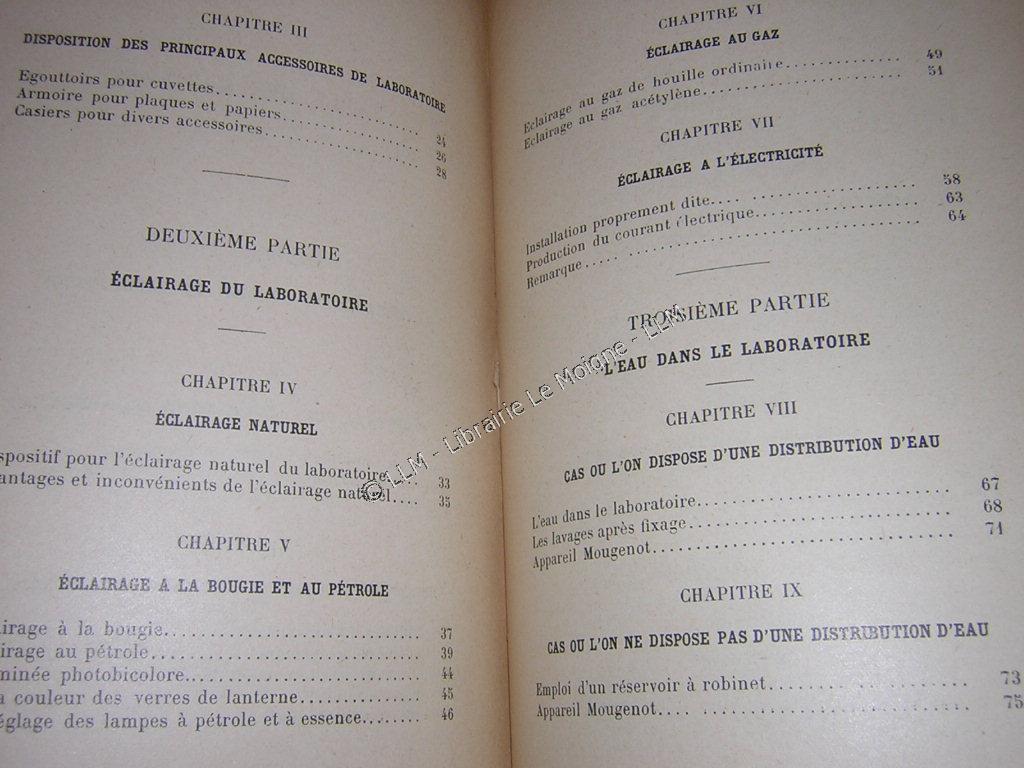 CHAPITRE III
DISPOSITION DES PRINCIPAUX ACCESSOIRES DE LABORATOIRE
Egouttoirs pour cuvettes........................ 24
Armoire pour plaques et papiers................. 26
Casiers pour divers accessoires................. 28
DEUXIÈME PARTIE
ÉCLAIRAGE DU LABORATOIRE
CHAPITRE IV
ÉCLAIRAGE NATUREL
spositif pour l'éclairage naturel du laboratoire.... 33
antages et inconvénients de l'éclairage naturel.... 35
CHAPITRE V
ÉCLAIRAGE A LA BOUGIE ET AU PÉTROLE
irage à la bougie........................ 37
irage au pétrole........................ 39
minée photobicolore..................... 44
a couleur des verres de lanterne............... 45
églage des lampes à pétrole et à essence........ 46
CHAPITRE VI
ÉCLAIRAGE AU GAZ
Eclairage au gaz de houille ordinaire............. 49
Eclairage au gaz acétylène................... 51
CHAPITRE VII
ÉCLAIRAGE A L'ÉLECTRICITÉ
Installation proprement dite.... ................ 58
Production du courant électrique............... 63
Remarque..... ........................ 64
TROISIÈME PARTIE
L'EAU DANS LE LABORATOIRE
CHAPITRE VIII
CAS OU L'ON DISPOSE D'UNE DISTRIBUTION D'EAU
L'eau dans le laboratoire....................... 67
Les lavages après fixage....................... 68
Appareil Mougenot........................... 71
CHAPITRE IX
CAS OU L'ON NE DISPOSE PAS D'UNE DISTRIBUTION D'EAU
Emploi d'un réservoir à robinet................. 73
Appareil Mougenot.... ....................... 75
© LLM - Librairie Le Moigne - LLM